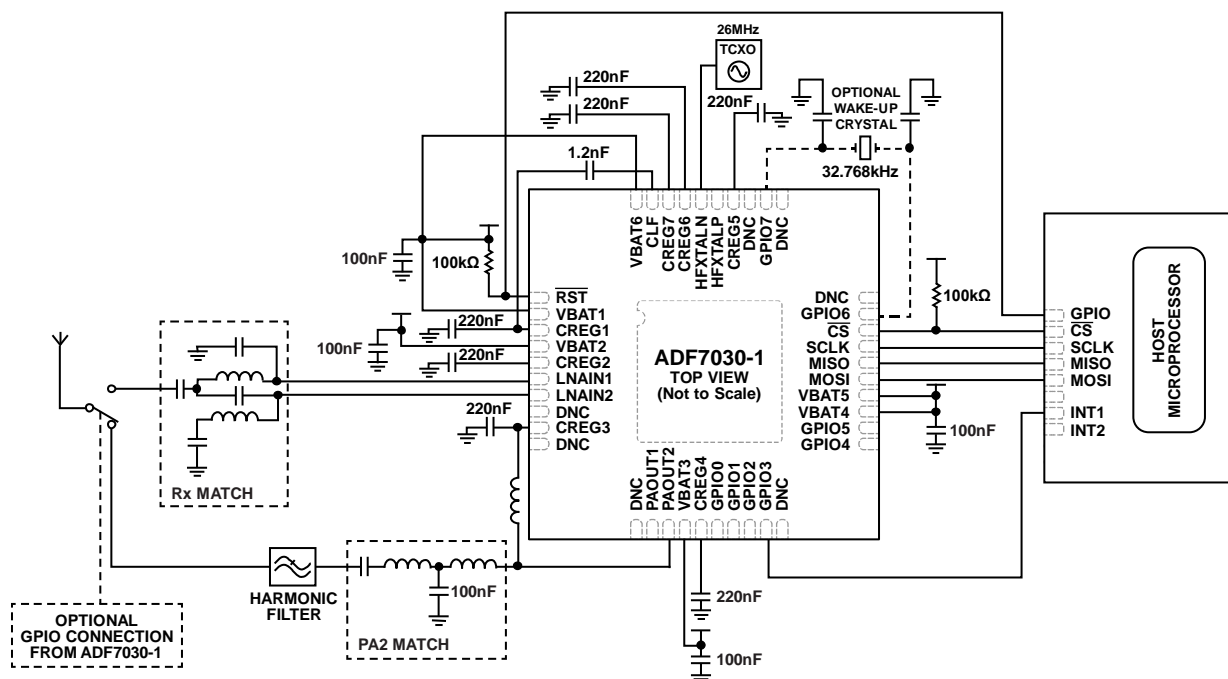 26MHz
TCXO
220nF
220nF
220nF
OPTIONAL
WAKE-UP
CRYSTAL
32.768kHz
1.2nF
100nF
100kΩ
VBAT6
CLF
CREG7
CREG6
HFXTALN
HFXTALP
CREG5
DNC
GPIO7
DNC
RST
VBAT1
CREG1
VBAT2
CREG2
LNAIN1
LNAIN2
DNC
CREG3
DNC
220nF
100nF
220nF
220nF
ADF7030-1
TOP VIEW
(Not to Scale)
DNC
GPIO6
CS
SCLK
MISO
MOSI
VBAT5
VBAT4
GPIO5
GPIO4
100kΩ
100nF
GPIO
CS
SCLK
MISO
MOSI
INT1
INT2
HOST
MICROPROCESSOR
DNC
PAOUT1
PAOUT2
VBAT3
CREG4
GPIO0
GPIO1
GPIO2
GPIO3
DNC
Rx MATCH
HARMONIC
FILTER
100nF
PA2 MATCH
220nF
100nF
OPTIONAL
GPIO CONNECTION
FROM ADF7030-1